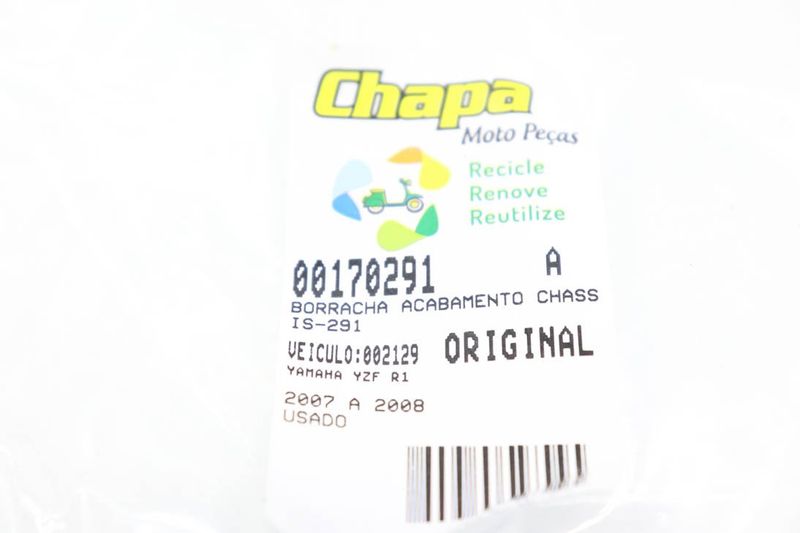 Chapa
Moto Peças
Recicle
Renove
Reutilize
00170291 A
BORRACHA ACABAMENTO CHASS
IS-291
VEICULO:002129 ORIGINAL
YAMAHA YZF R1
2007 A 2008
USADO